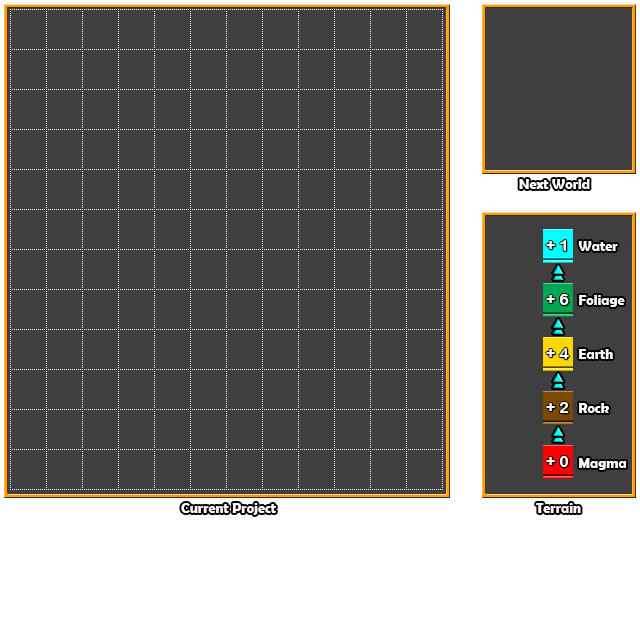 Next World
+ 1 Water
+ 6 Foliage
+ 4 Earth
+ 2 Rock
+ 0 Magma
Current Project
Terrain